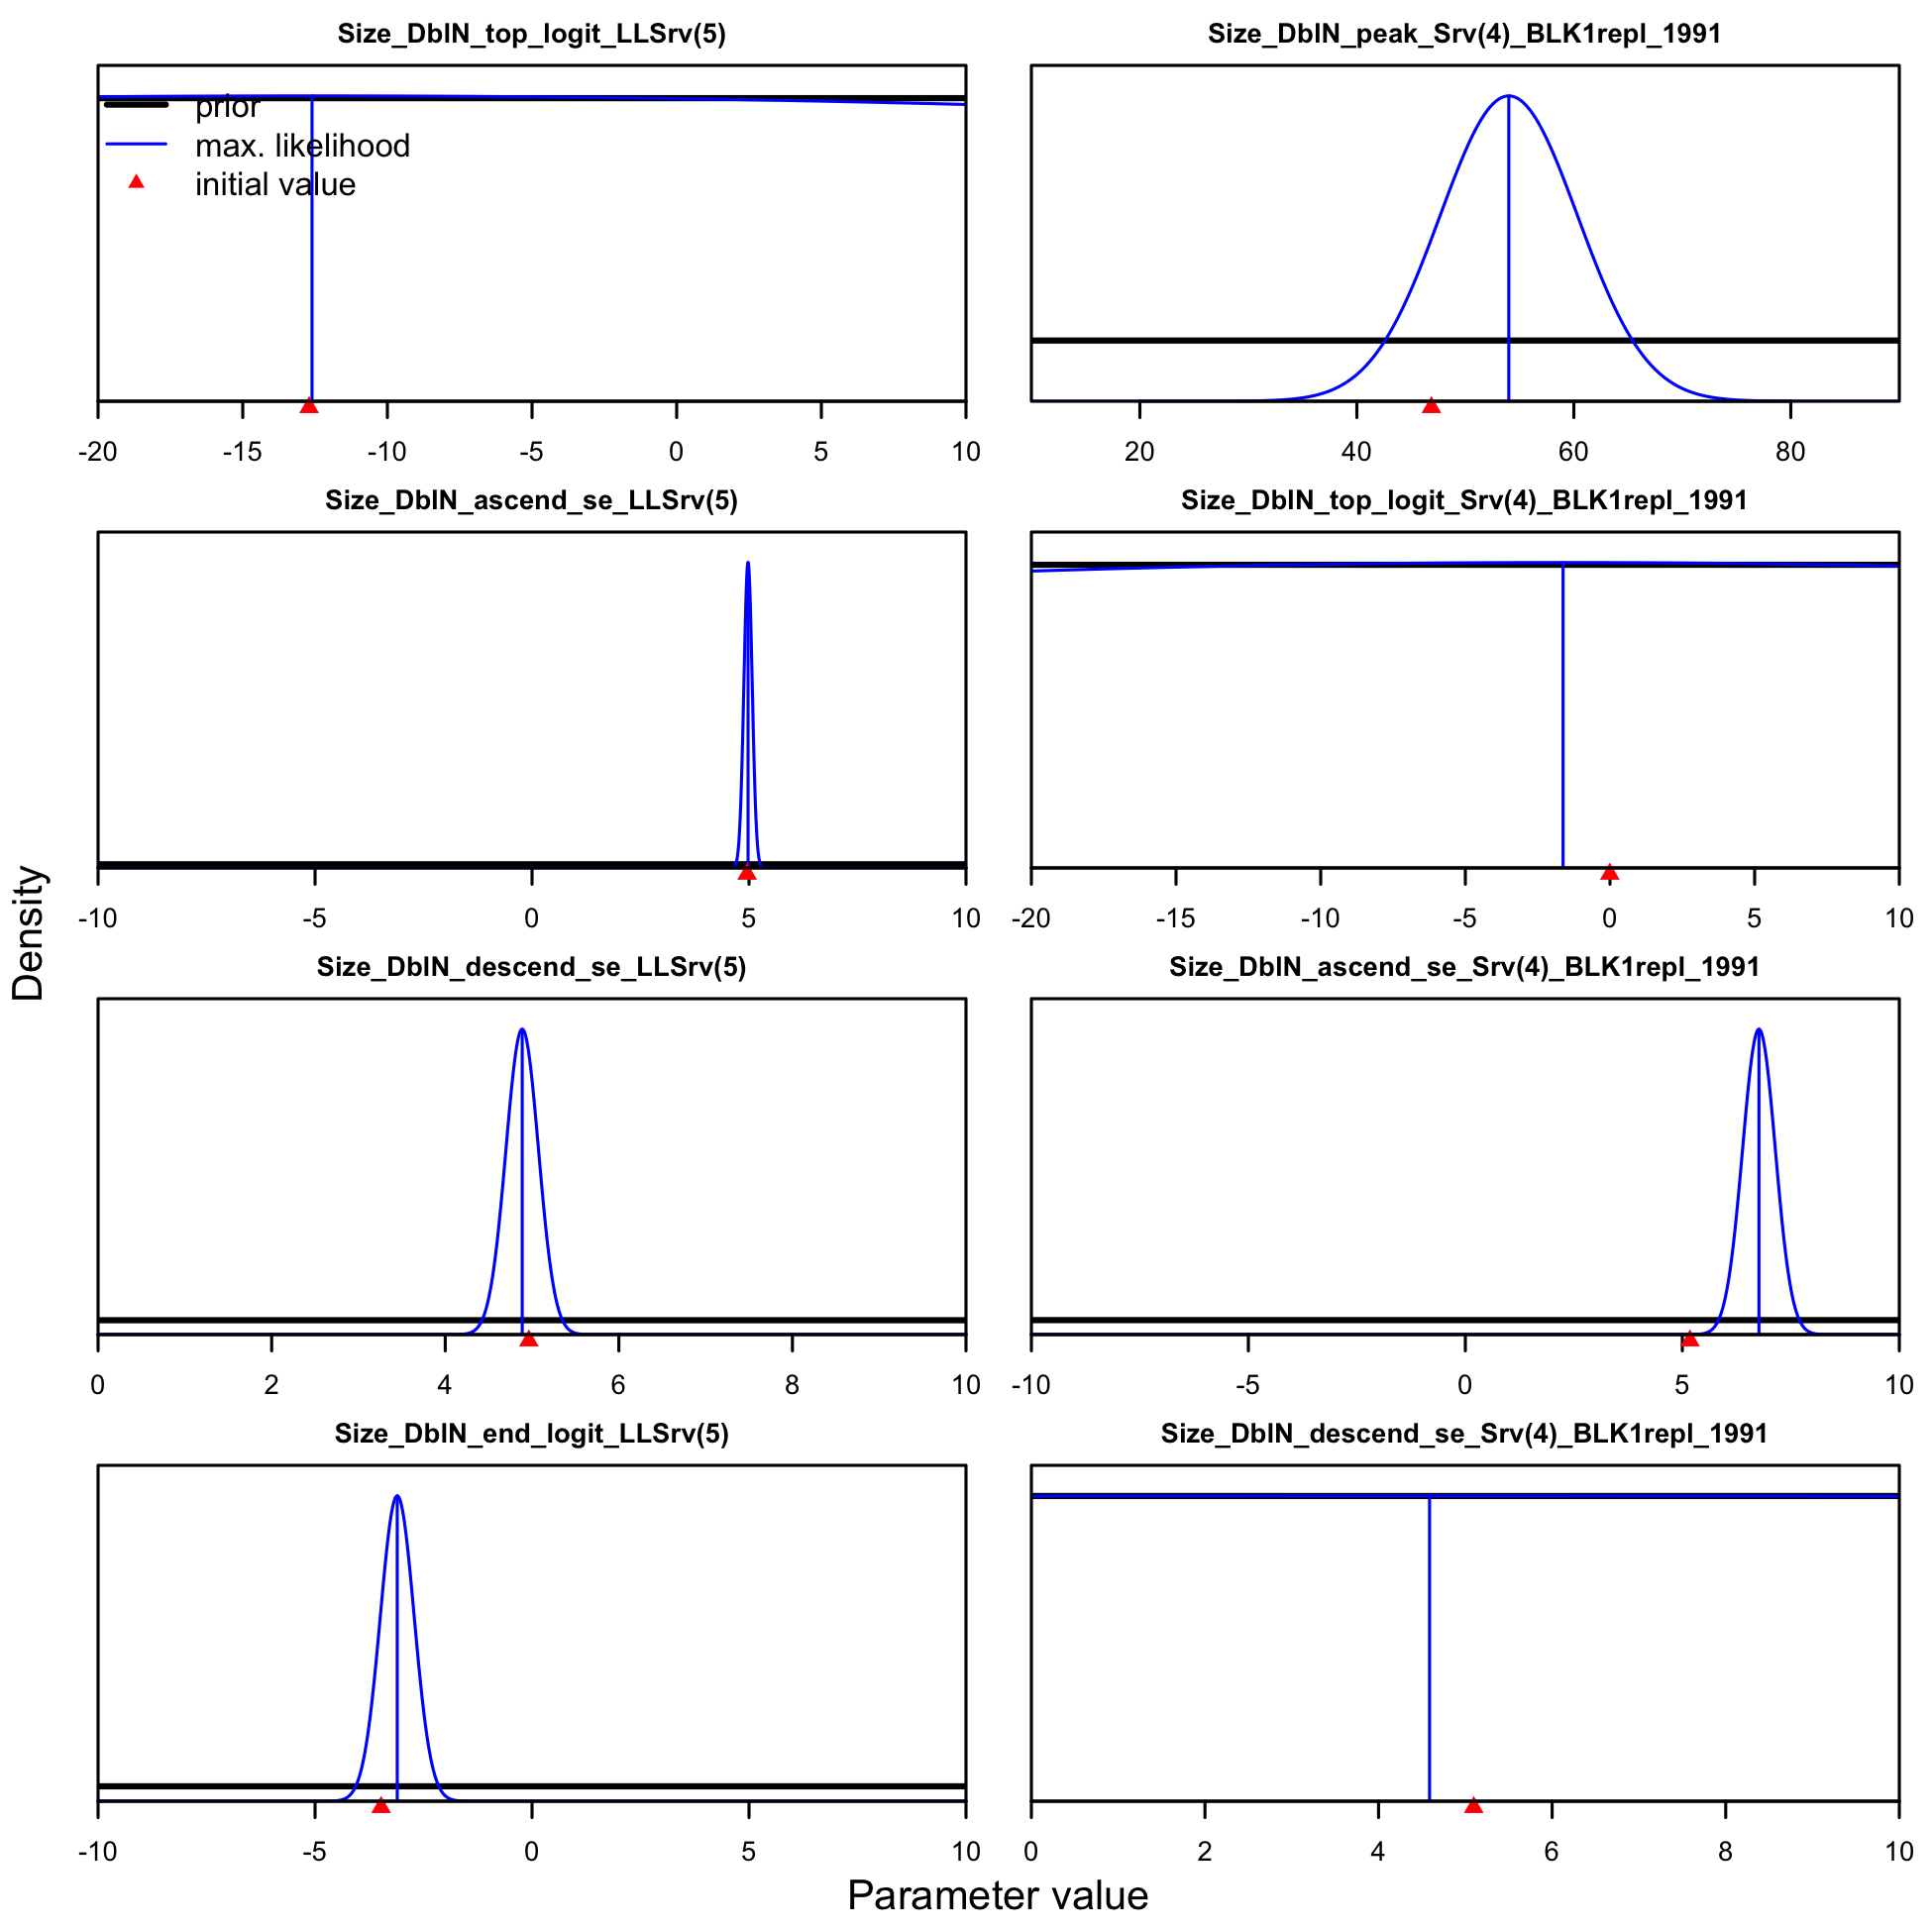 Size_DblN_top_logit_LLSrv(5)
prior
max. likelihood
initial value
-20 -15 -10 -5 0 5 10
Size_DblN_peak_Srv(4)_BLK1repl_1991
20 40 60 80
Size_DblN_ascend_se_LLSrv(5)
-10 -5 0 5 10
Size_DblN_top_logit_Srv(4)_BLK1repl_1991
-20 -15 -10 -5 0 5 10
Size_DblN_descend_se_LLSrv(5)
0 2 4 6 8 10
Size_DblN_ascend_se_Srv(4)_BLK1repl_1991
-10 -5 0 5 10
Size_DblN_end_logit_LLSrv(5)
-10 -5 0 5 10
Size_DblN_descend_se_Srv(4)_BLK1repl_1991
0 2 4 6 8 10
Density
Parameter value